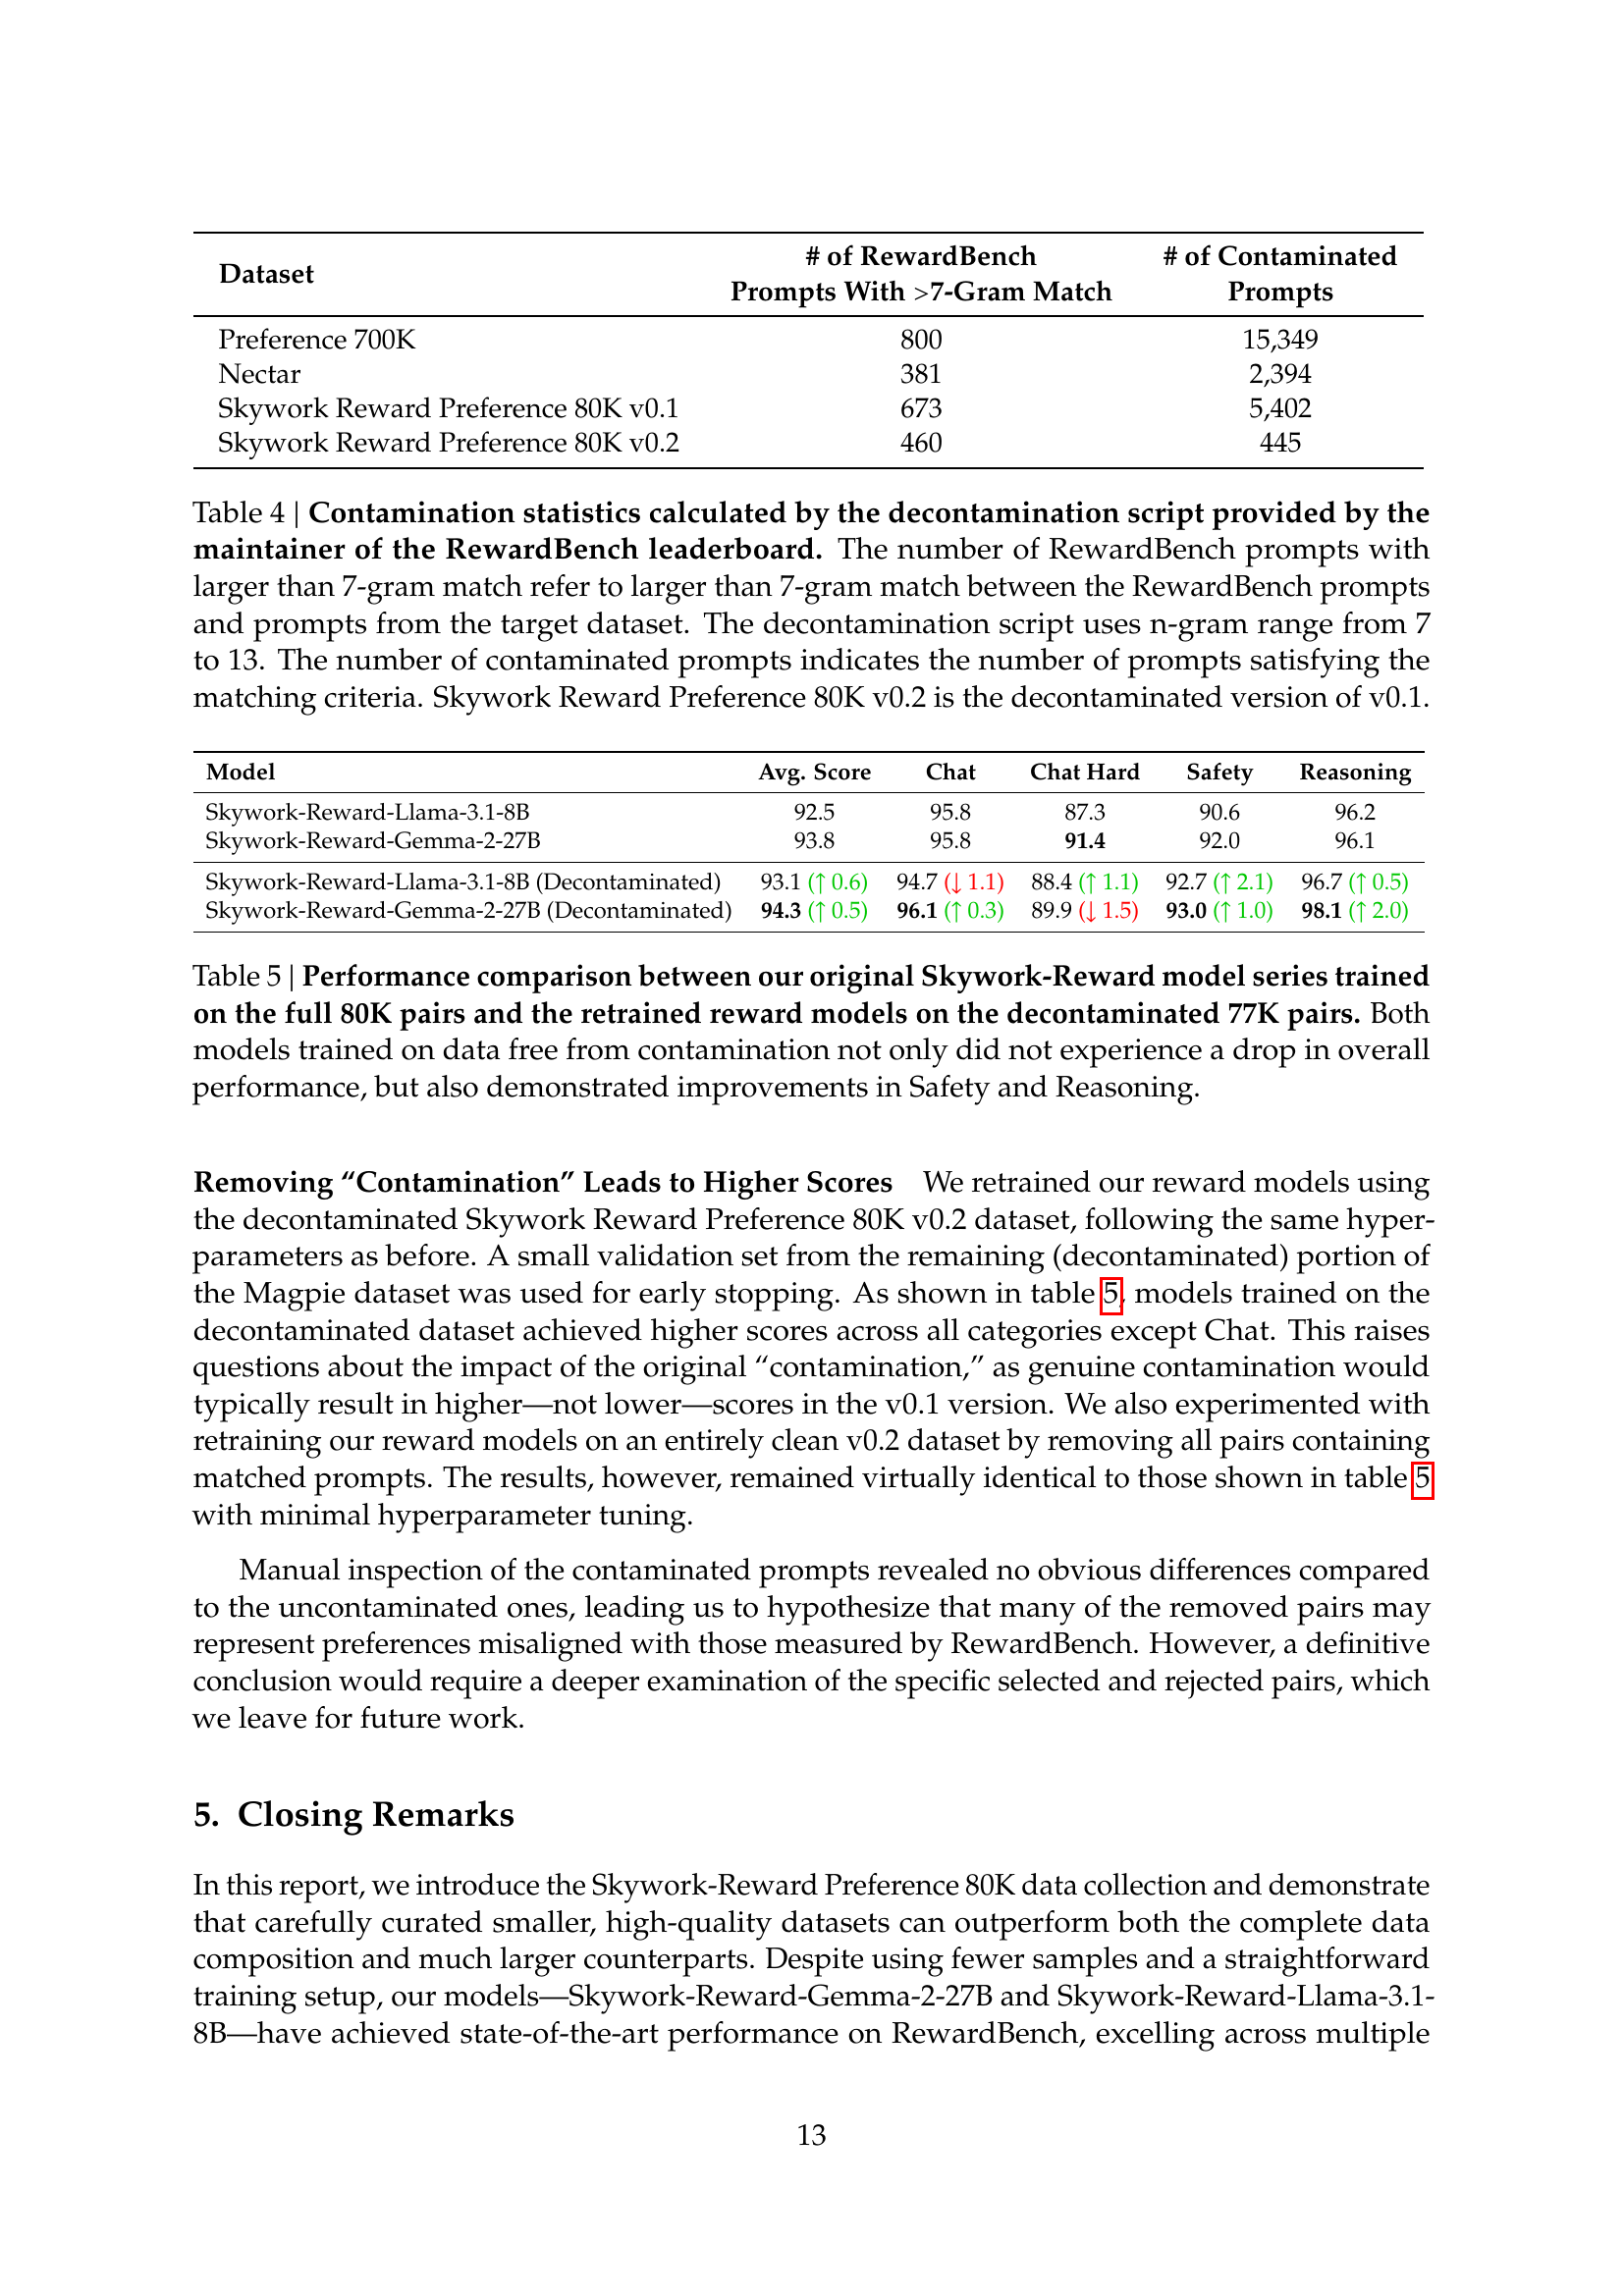 Dataset # of RewardBench Prompts With >7-Gram Match # of Contaminated Prompts
Preference 700K 800 15,349
Nectar 381 2,394
Skywork Reward Preference 80K v0.1 673 5,402
Skywork Reward Preference 80K v0.2 460 445
Table 4 | Contamination statistics calculated by the decontamination script provided by the
maintainer of the RewardBench leaderboard. The number of RewardBench prompts with
larger than 7-gram match refer to larger than 7-gram match between the RewardBench prompts
and prompts from the target dataset. The decontamination script uses n-gram range from 7
to 13. The number of contaminated prompts indicates the number of prompts satisfying the
matching criteria. Skywork Reward Preference 80K v0.2 is the decontaminated version of v0.1.
Model Avg. Score Chat Chat Hard Safety Reasoning
Skywork-Reward-Llama-3.1-8B 92.5 95.8 87.3 90.6 96.2
Skywork-Reward-Gemma-2-27B 93.8 95.8 91.4 92.0 96.1
Skywork-Reward-Llama-3.1-8B (Decontaminated) 93.1 (↑ 0.6) 94.7 (↓ 1.1) 88.4 (↑ 1.1) 92.7 (↑ 2.1) 96.7 (↑ 0.5)
Skywork-Reward-Gemma-2-27B (Decontaminated) 94.3 (↑ 0.5) 96.1 (↑ 0.3) 89.9 (↓ 1.5) 93.0 (↑ 1.0) 98.1 (↑ 2.0)
Table 5 | Performance comparison between our original Skywork-Reward model series trained
on the full 80K pairs and the retrained reward models on the decontaminated 77K pairs. Both
models trained on data free from contamination not only did not experience a drop in overall
performance, but also demonstrated improvements in Safety and Reasoning.
Removing “Contamination” Leads to Higher Scores We retrained our reward models using
the decontaminated Skywork Reward Preference 80K v0.2 dataset, following the same hyper-
parameters as before. A small validation set from the remaining (decontaminated) portion of
the Magpie dataset was used for early stopping. As shown in table 5, models trained on the
decontaminated dataset achieved higher scores across all categories except Chat. This raises
questions about the impact of the original “contamination,” as genuine contamination would
typically result in higher—not lower—scores in the v0.1 version. We also experimented with
retraining our reward models on an entirely clean v0.2 dataset by removing all pairs containing
matched prompts. The results, however, remained virtually identical to those shown in table 5
with minimal hyperparameter tuning.
Manual inspection of the contaminated prompts revealed no obvious differences compared
to the uncontaminated ones, leading us to hypothesize that many of the removed pairs may
represent preferences misaligned with those measured by RewardBench. However, a definitive
conclusion would require a deeper examination of the specific selected and rejected pairs, which
we leave for future work.
5. Closing Remarks
In this report, we introduce the Skywork-Reward Preference 80K data collection and demonstrate
that carefully curated smaller, high-quality datasets can outperform both the complete data
composition and much larger counterparts. Despite using fewer samples and a straightforward
training setup, our models—Skywork-Reward-Gemma-2-27B and Skywork-Reward-Llama-3.1-
8B—have achieved state-of-the-art performance on RewardBench, excelling across multiple
13